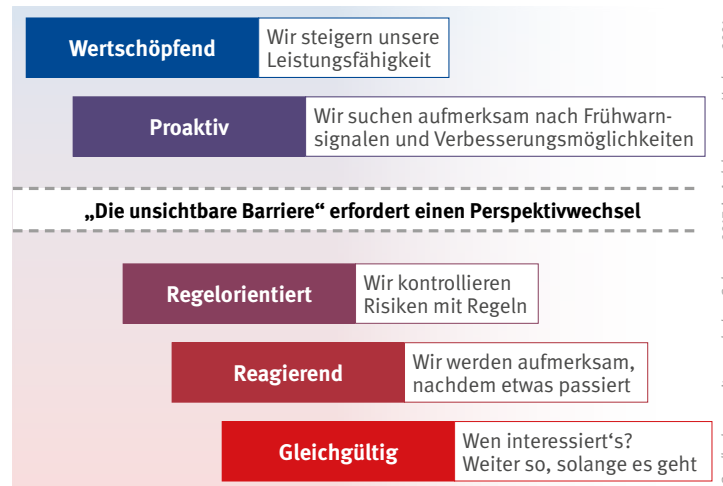 Wertschöpfend
Wir steigern unsere
Leistungsfähigkeit
Proaktiv
Wir suchen aufmerksam nach Frühwarn-
signalen und Verbesserungsmöglichkeiten
„Die unsichtbare Barriere“ erfordert einen Perspektivwechsel
Regelorientiert
Wir kontrollieren
Risiken mit Regeln
Reagierend
Wir werden aufmerksam,
nachdem etwas passiert
Gleichgültig
Wen interessiert‘s?
Weiter so, solange es geht